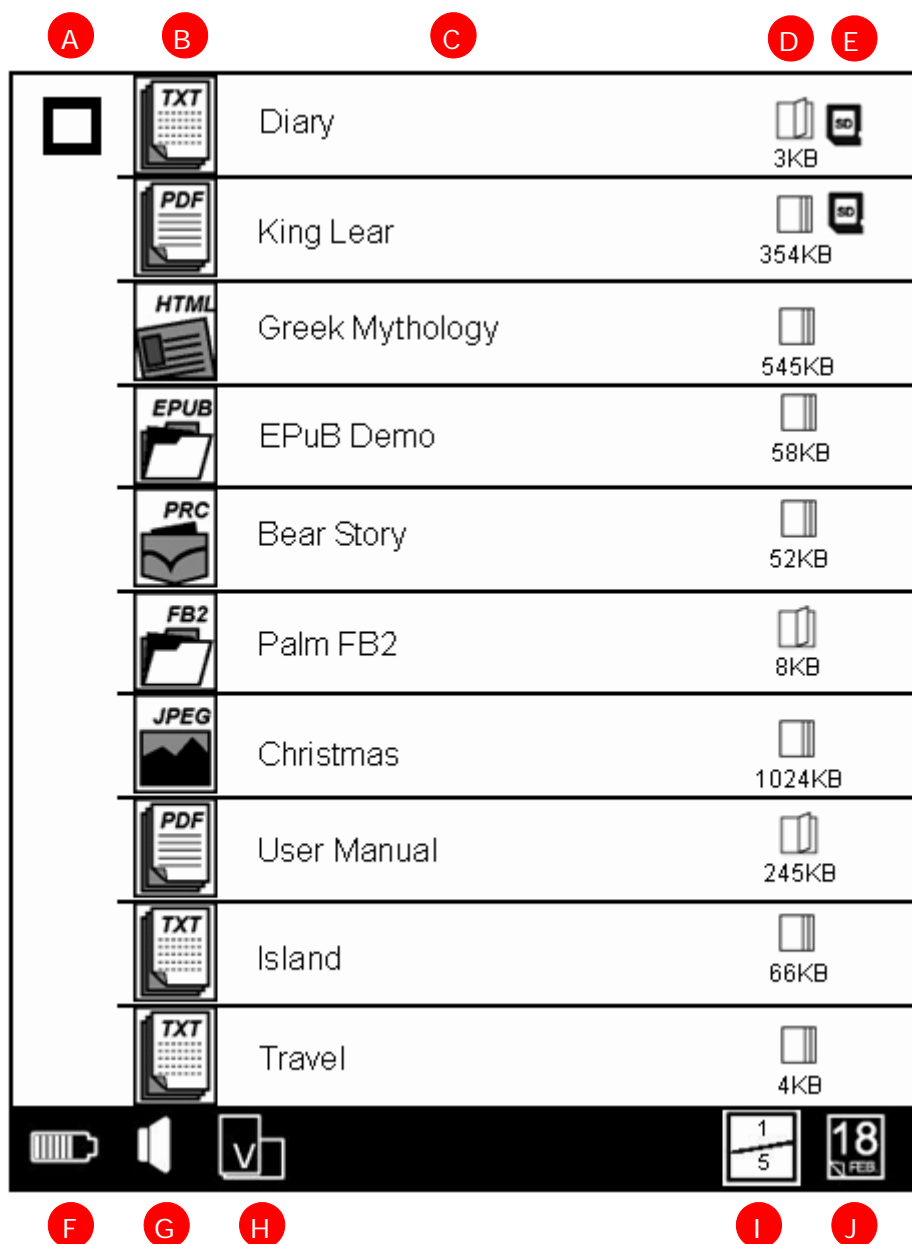 A B C D E
TXT Diary 3KB SD
PDF King Lear 354KB SD
HTML Greek Mythology 545KB
EPUB EPuB Demo 58KB
PRC Bear Story 52KB
FB2 Palm FB2 8KB
JPEG Christmas 1024KB
PDF User Manual 245KB
TXT Island 66KB
TXT Travel 4KB
V 1 5 18 FEB.
F G H I J